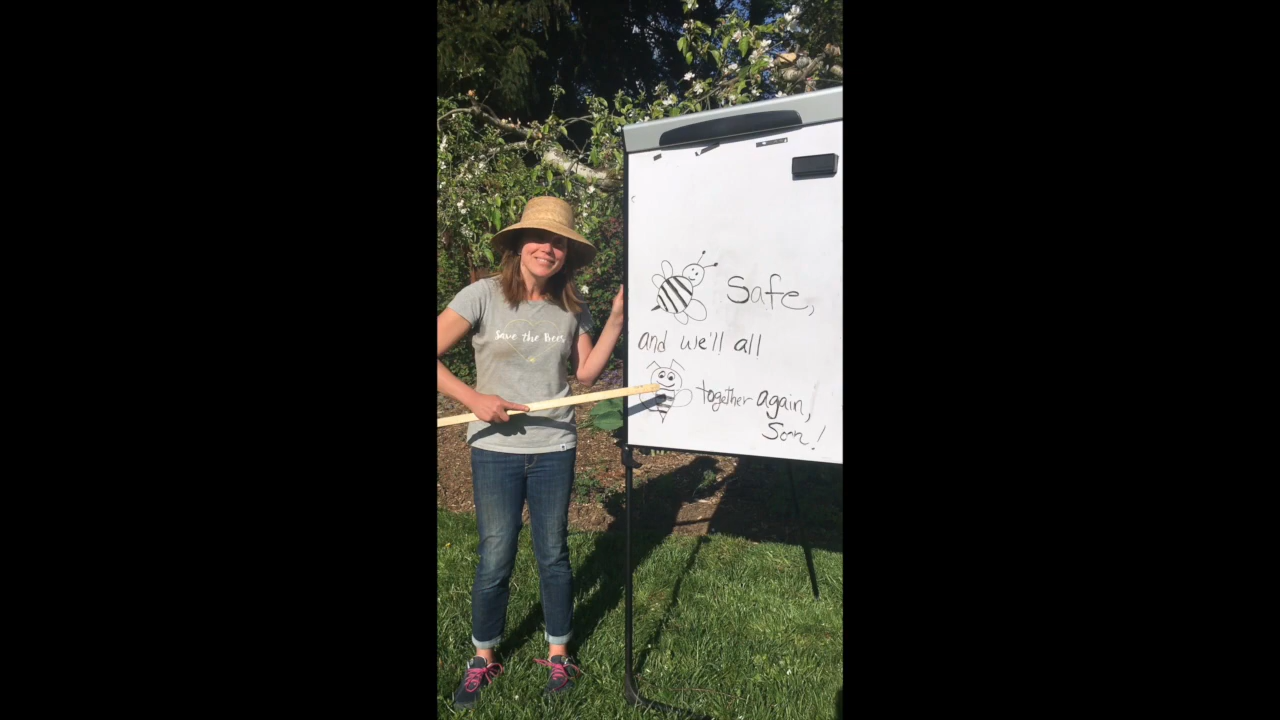 Save the Bees
Safe,
and we'll all
together again,
Soon!